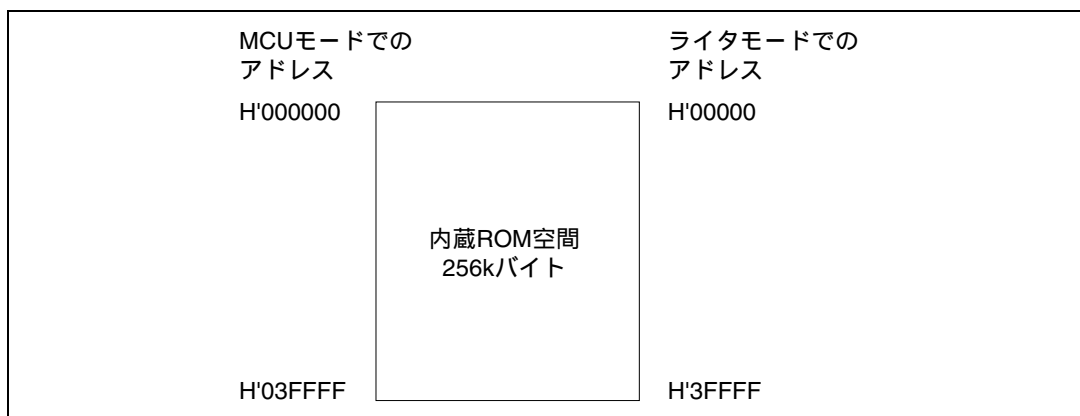 MCUモードでの
アドレス
ライタモードでの
アドレス
H'000000
H'00000
内蔵ROM空間
256kバイト
H'03FFFF
H'3FFFF